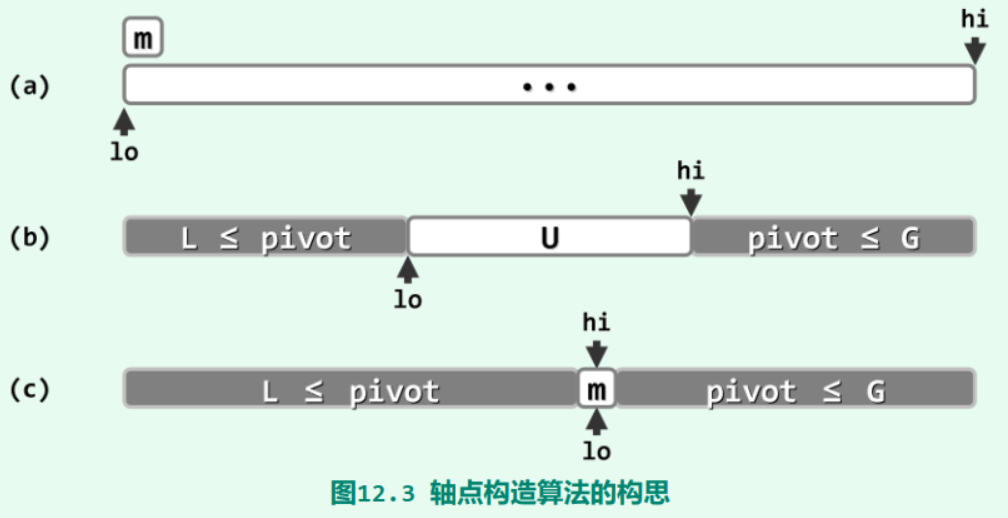 hi
m
(a) •••
lo
hi
(b) L ≤ pivot U pivot ≤ G
lo
hi
(c) L ≤ pivot m pivot ≤ G
lo
图12.3 轴点构造算法的构思